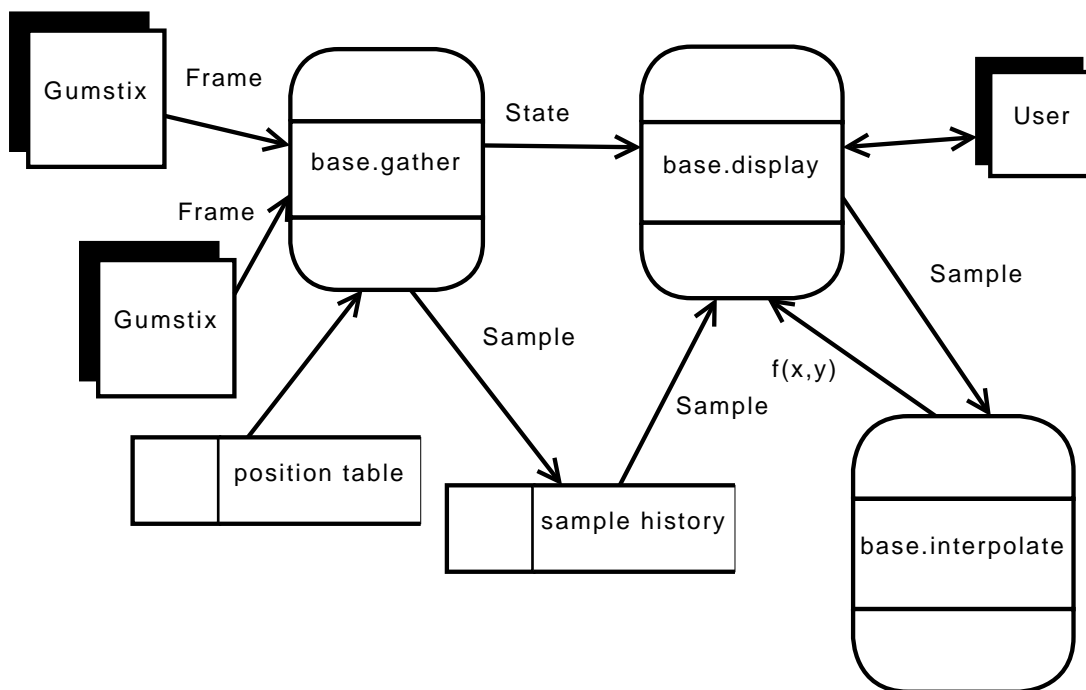 Gumstix
Frame
base.gather
State
base.display
User
Frame
Gumstix
Sample
Sample
f(x,y)
Sample
position table
sample history
base.interpolate